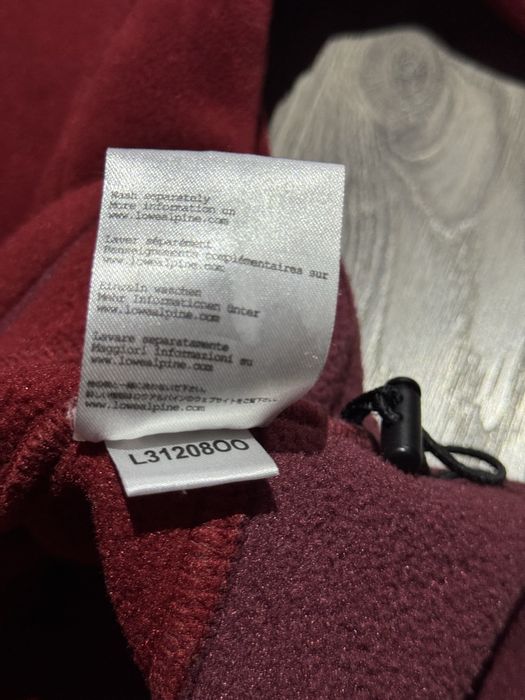 Wash separately
More information on
www.lowealpine.com
Laver séparément
Renseignements complémentaires sur
www.lowealpine.com
Einzeln waschen
Mehr Informationen unter
www.lowealpine.com
Lavare separatamente
Maggiori informazioni su
www.lowealpine.com
www.lowealpine.com
L3120800